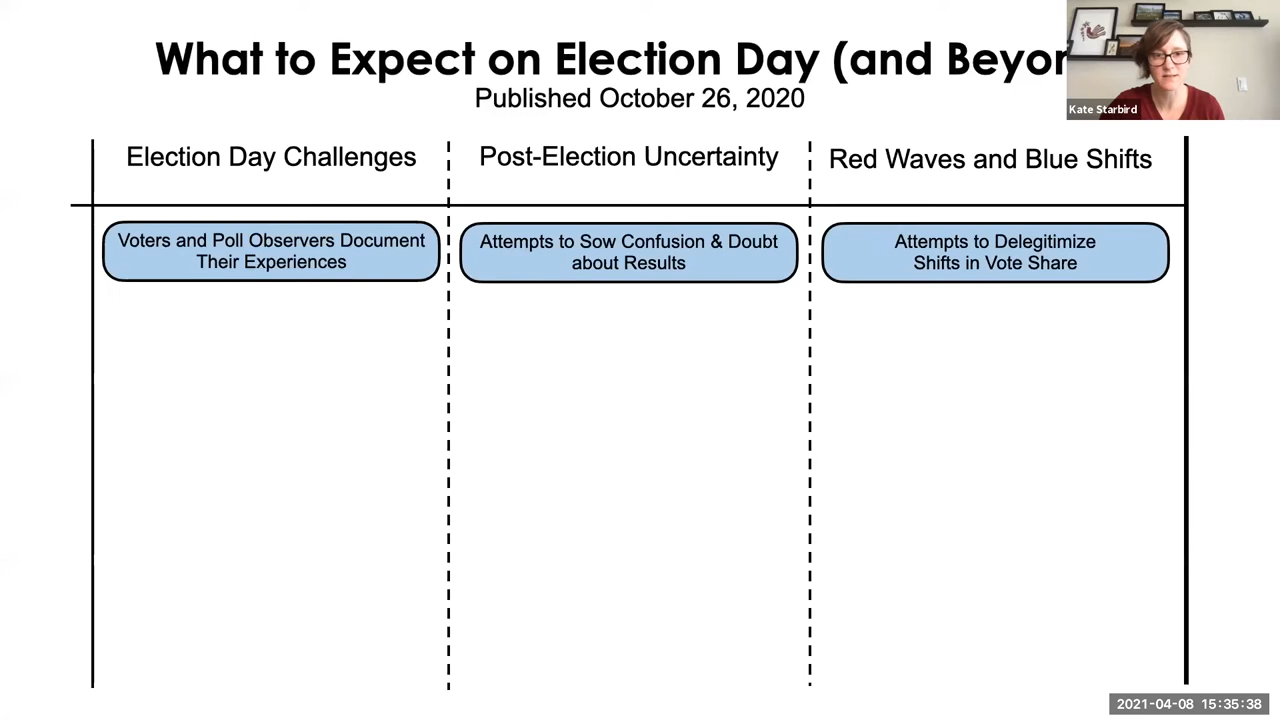 What to Expect on Election Day (and Beyon
Published October 26, 2020
Kate Starbird
Election Day Challenges
Post-Election Uncertainty
Red Waves and Blue Shifts
Voters and Poll Observers Document
Their Experiences
Attempts to Sow Confusion & Doubt
about Results
Attempts to Delegitimize
Shifts in Vote Share
2021-04-08 15:35:38